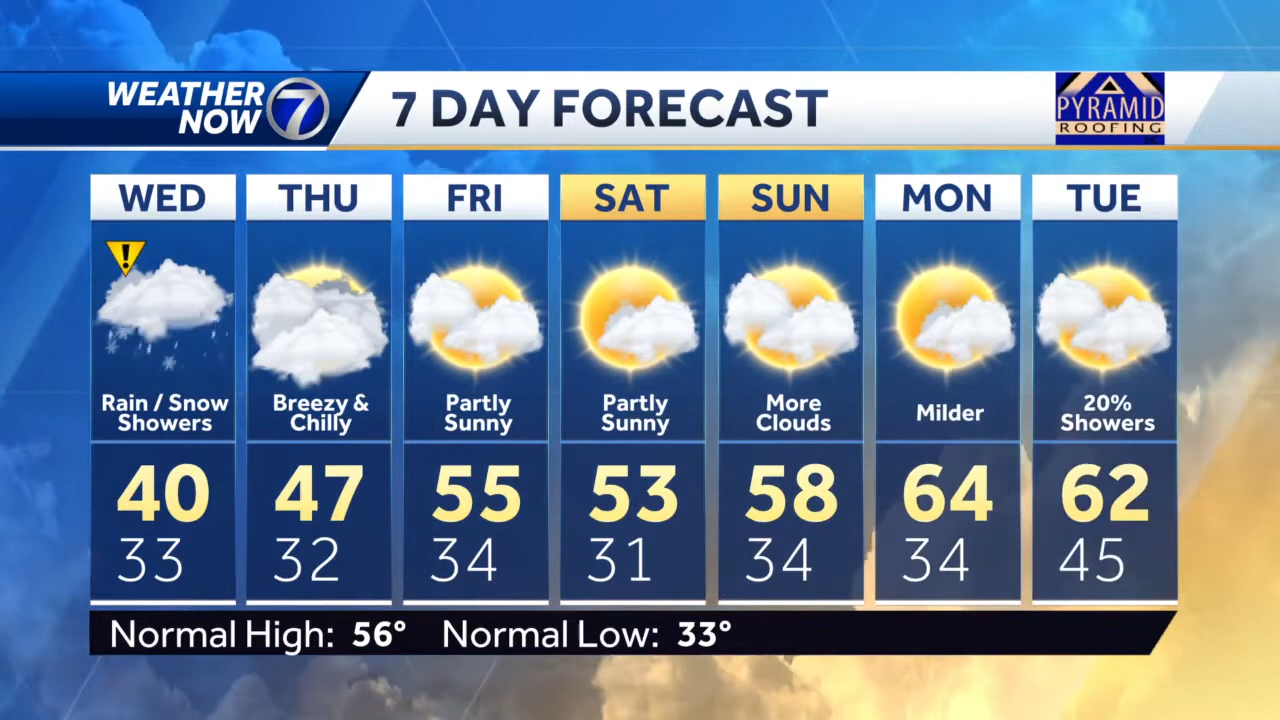 WEATHER
NOW
7
7 DAY FORECAST
PYRAMID
ROOFING
WED THU FRI SAT SUN MON TUE
!
Rain / Snow
Showers
Breezy &
Chilly
Partly
Sunny
Partly
Sunny
More
Clouds
Milder
20%
Showers
40 47 55 53 58 64 62
33 32 34 31 34 34 45
Normal High: 56° Normal Low: 33°